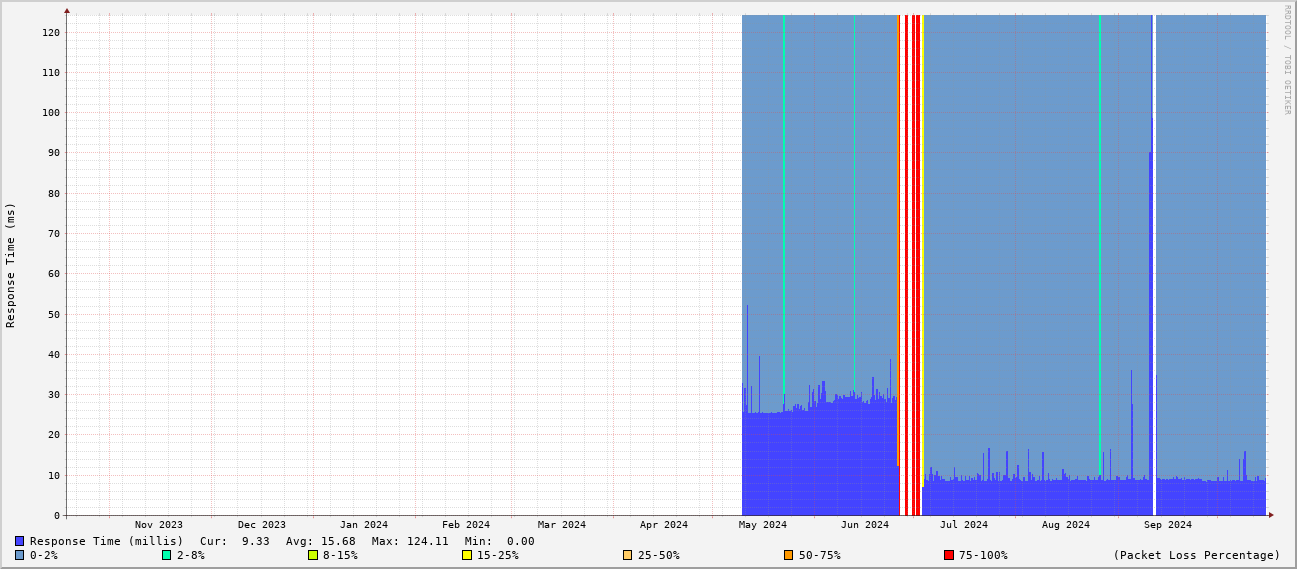 RRDTOOL / TOBI OETIKER
Response Time (ms)
120
110
100
90
80
70
60
50
40
30
20
10
0
Nov 2023 Dec 2023 Jan 2024 Feb 2024 Mar 2024 Apr 2024 May 2024 Jun 2024 Jul 2024 Aug 2024 Sep 2024
Response Time (millis) Cur: 9.33 Avg: 15.68 Max: 124.11 Min: 0.00
0-2% 2-8% 8-15% 15-25% 25-50% 50-75% 75-100% (Packet Loss Percentage)